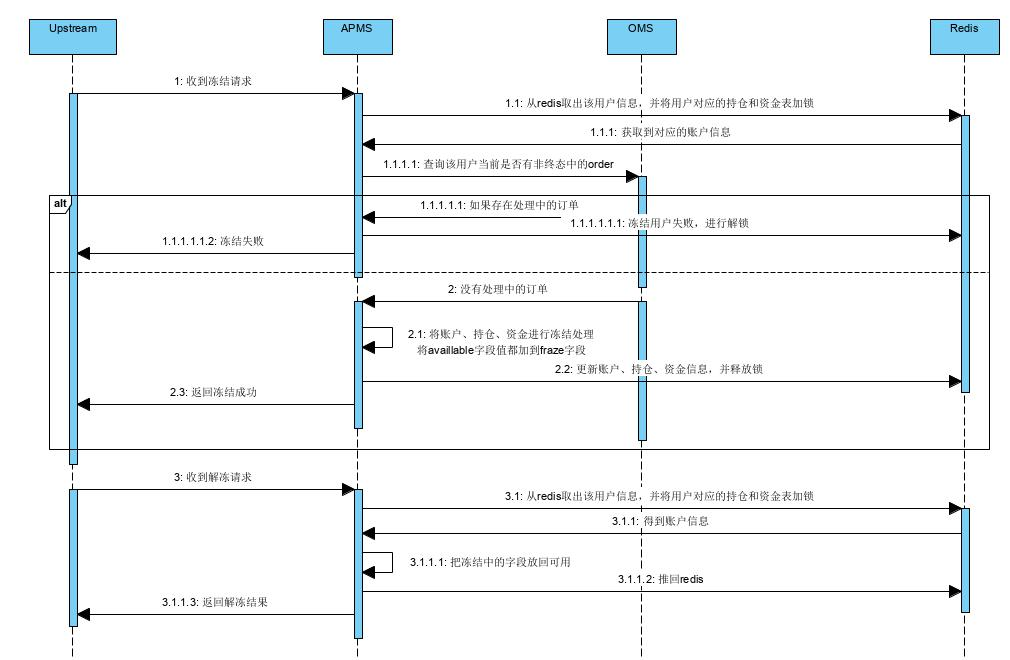 Upstream
APMS
OMS
Redis
1: 收到冻结请求
1.1: 从redis取出该用户信息，并将用户对应的持仓和资金表加锁
1.1.1: 获取到对应的账户信息
1.1.1.1: 查询该用户当前是否有非终态中的order
alt
1.1.1.1.1: 如果存在处理中的订单
1.1.1.1.1.1: 冻结用户失败，进行解锁
1.1.1.1.1.2: 冻结失败
2: 没有处理中的订单
2.1: 将账户、持仓、资金进行冻结处理
将availlable字段值都加到fraze字段
2.2: 更新账户、持仓、资金信息，并释放锁
2.3: 返回冻结成功
3: 收到解冻请求
3.1: 从redis取出该用户信息，并将用户对应的持仓和资金表加锁
3.1.1: 得到账户信息
3.1.1.1: 把冻结中的字段放回可用
3.1.1.2: 推回redis
3.1.1.3: 返回解冻结果